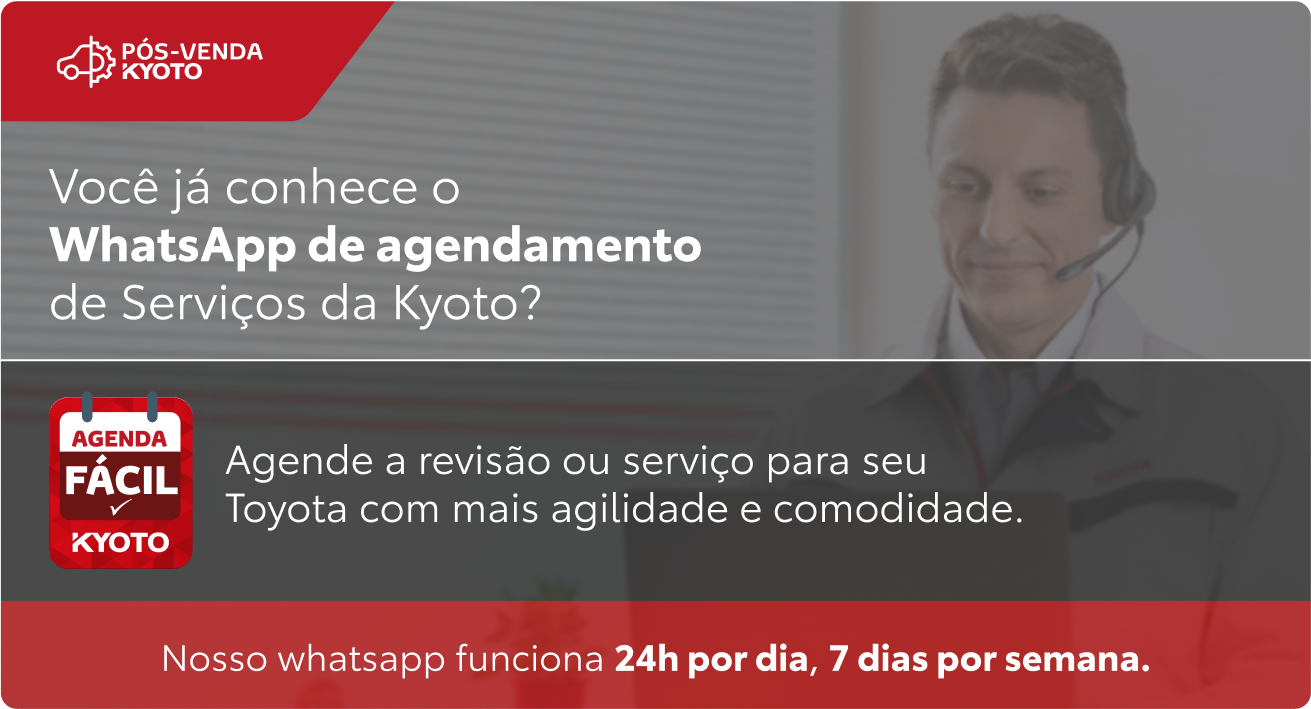 PÓS-VENDA
KYOTO
Você já conhece o
WhatsApp de agendamento
de Serviços da Kyoto?
AGENDA
FÁCIL
KYOTO
Agende a revisão ou serviço para seu
Toyota com mais agilidade e comodidade.
TOYOTA
Nosso whatsapp funciona 24h por dia, 7 dias por semana.